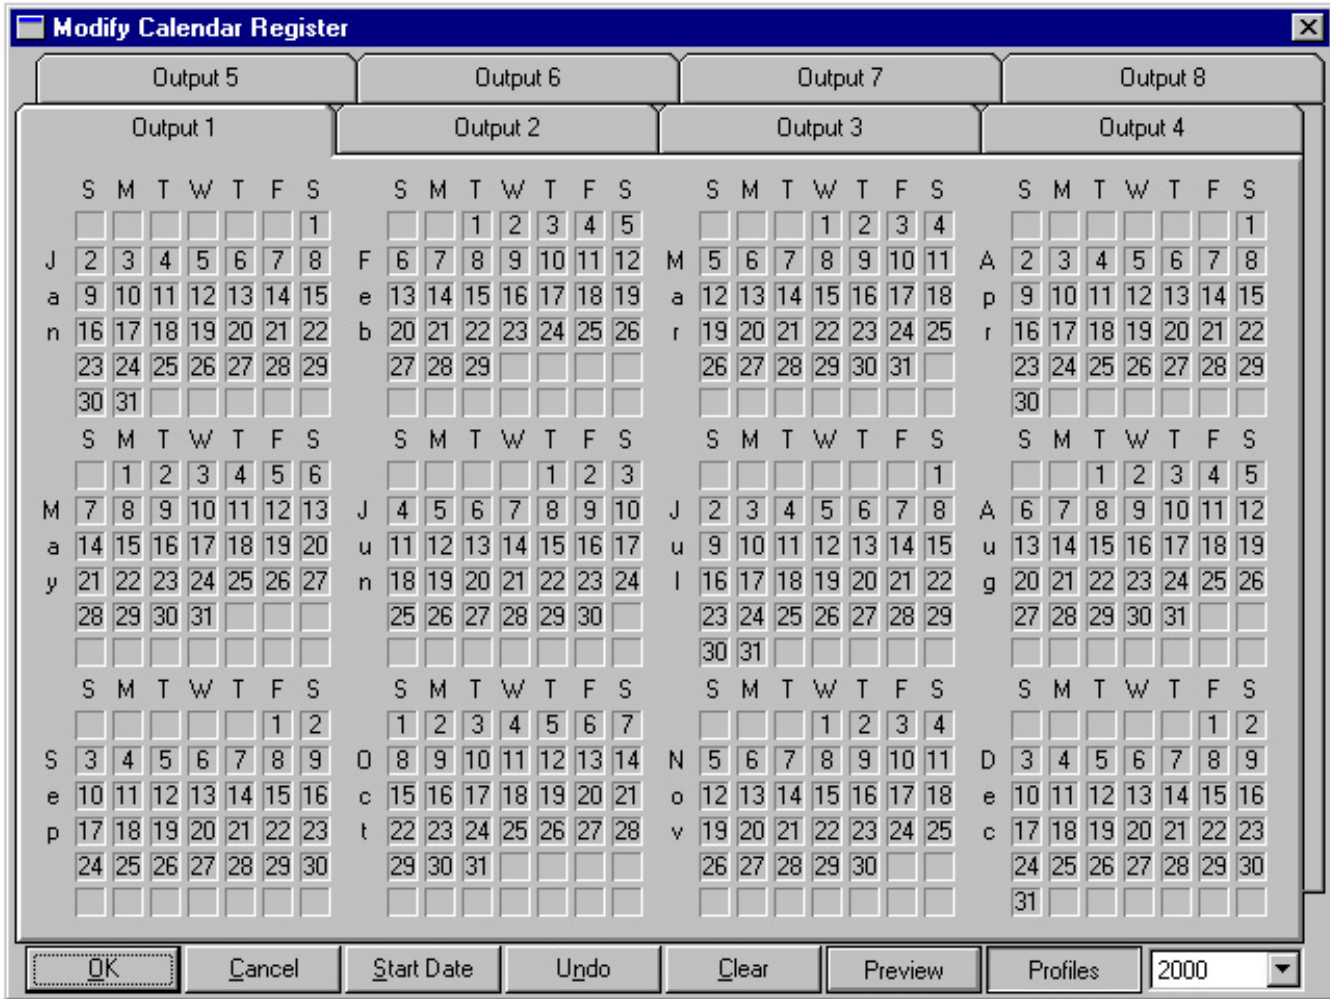 Modify Calendar Register
Output 5 Output 6 Output 7 Output 8
Output 1 Output 2 Output 3 Output 4
S M T W T F S S M T W T F S S M T W T F S S M T W T F S
1 1 2 3 4 5 1 2 3 4 1
J 2 3 4 5 6 7 8 F 6 7 8 9 10 11 12 M 5 6 7 8 9 10 11 A 2 3 4 5 6 7 8
a 9 10 11 12 13 14 15 e 13 14 15 16 17 18 19 a 12 13 14 15 16 17 18 p 9 10 11 12 13 14 15
n 16 17 18 19 20 21 22 b 20 21 22 23 24 25 26 r 19 20 21 22 23 24 25 r 16 17 18 19 20 21 22
23 24 25 26 27 28 29 27 28 29 26 27 28 29 30 31 23 24 25 26 27 28 29
30 31 30
S M T W T F S S M T W T F S S M T W T F S S M T W T F S
1 2 3 4 5 6 1 2 3 1 1 2 3 4 5
M 7 8 9 10 11 12 13 J 4 5 6 7 8 9 10 J 2 3 4 5 6 7 8 A 6 7 8 9 10 11 12
a 14 15 16 17 18 19 20 u 11 12 13 14 15 16 17 u 9 10 11 12 13 14 15 u 13 14 15 16 17 18 19
y 21 22 23 24 25 26 27 n 18 19 20 21 22 23 24 l 16 17 18 19 20 21 22 g 20 21 22 23 24 25 26
28 29 30 31 25 26 27 28 29 30 23 24 25 26 27 28 29 27 28 29 30 31
30 31
S M T W T F S S M T W T F S S M T W T F S S M T W T F S
1 2 1 2 3 4 5 6 7 1 2 3 4 1 2
S 3 4 5 6 7 8 9 O 8 9 10 11 12 13 14 N 5 6 7 8 9 10 11 D 3 4 5 6 7 8 9
e 10 11 12 13 14 15 16 c 15 16 17 18 19 20 21 o 12 13 14 15 16 17 18 e 10 11 12 13 14 15 16
p 17 18 19 20 21 22 23 t 22 23 24 25 26 27 28 v 19 20 21 22 23 24 25 c 17 18 19 20 21 22 23
24 25 26 27 28 29 30 29 30 31 26 27 28 29 30 24 25 26 27 28 29 30
31
OK Cancel Start Date Undo Clear Preview Profiles 2000